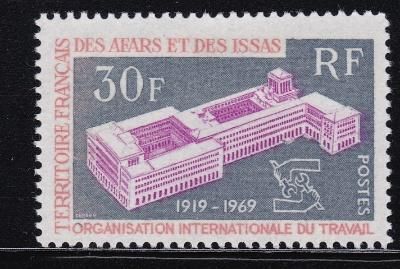 TERRITOIRE FRANÇAIS
DES AFARS ET DES ISSAS
30F
RF
POSTES
1919-1969
ORGANISATION INTERNATIONALE DU TRAVAIL